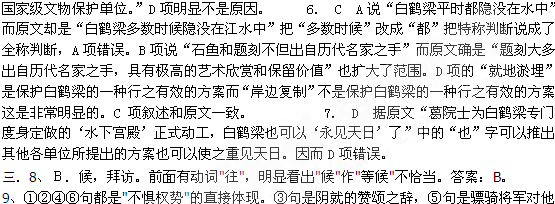 国家级文物保护单位。”D项明显不是原因。 6. C A说“白鹤梁平时都隐没在水中”
而原文却是“白鹤梁多数时候隐没在江水中”把“多数时候”改成“都”把特称判断说成了
全称判断，A项错误。B项说“石鱼和题刻不但出自历代名家之手”而原文确是“题刻大多
出自历代名家之手，具有极高的艺术欣赏和保留价值”也扩大了范围。D项的“就地淤埋”
是保护白鹤梁的一种行之有效的方案而“岸边复制”不是保护白鹤梁的一种行之有效的方案
这是非常明显的。C项叙述和原文一致。 7. D 据原文“葛院士为白鹤梁专门
度身定做的‘水下宫殿’正式动工，白鹤梁也可以‘永见天日’了”中的“也”字可以推出
其他各单位所提出的方案也可以使之重见天日。因而D项错误。
三．8、B．候，拜访。前面有动词"往"，明显看出"候"作"等候"不恰当。答案：B。
9、①②④⑥句都是"不惧权势"的直接体现。③句是阴就的赞颂之辞，⑤句是骠骑将军对他